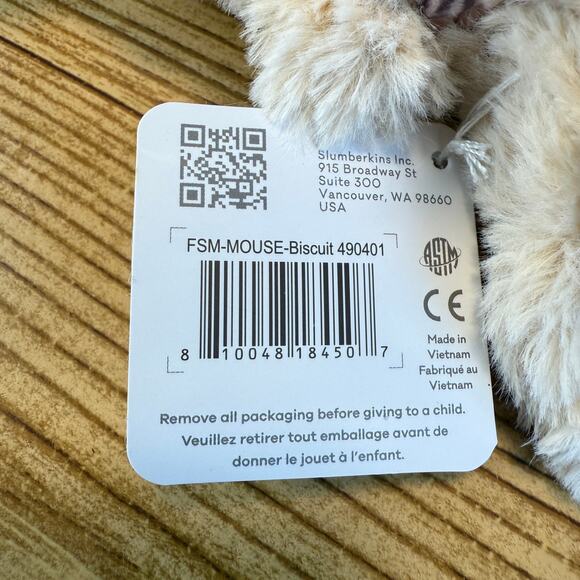 Slumberkins Inc.
915 Broadway St
Suite 300
Vancouver, WA 98660
USA
FSM-MOUSE-Biscuit 490401
8 10048 18450 7
ASTM
CE
Made in
Vietnam
Fabriqué au
Vietnam
Remove all packaging before giving to a child.
Veuillez retirer tout emballage avant de
donner le jouet à l'enfant.